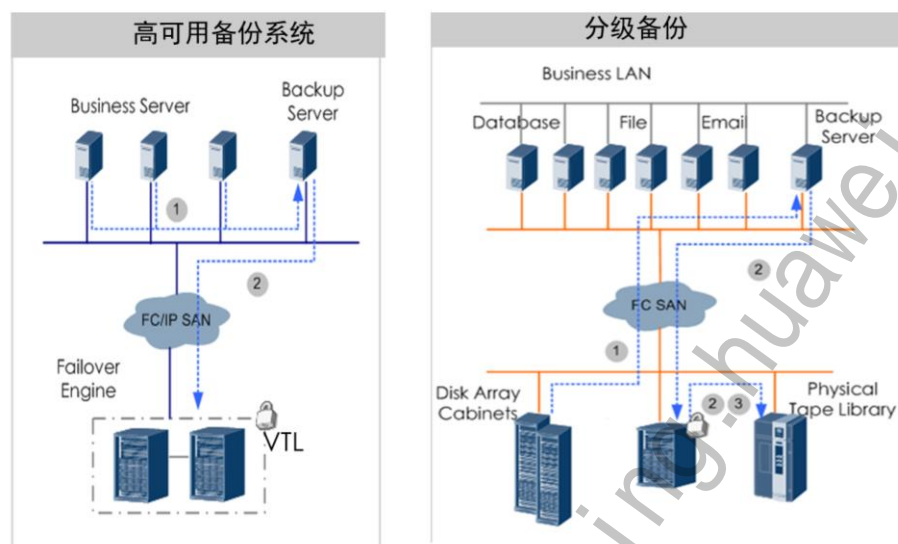 高可用备份系统
Business Server
Backup
Server
1
2
FC/IP SAN
Failover
Engine
VTL
分级备份
Business LAN
Database
File
Email
Backup
Server
2
FC SAN
1
Disk Array
Cabinets
2 3
Physical
Tape Library
ing.huawei